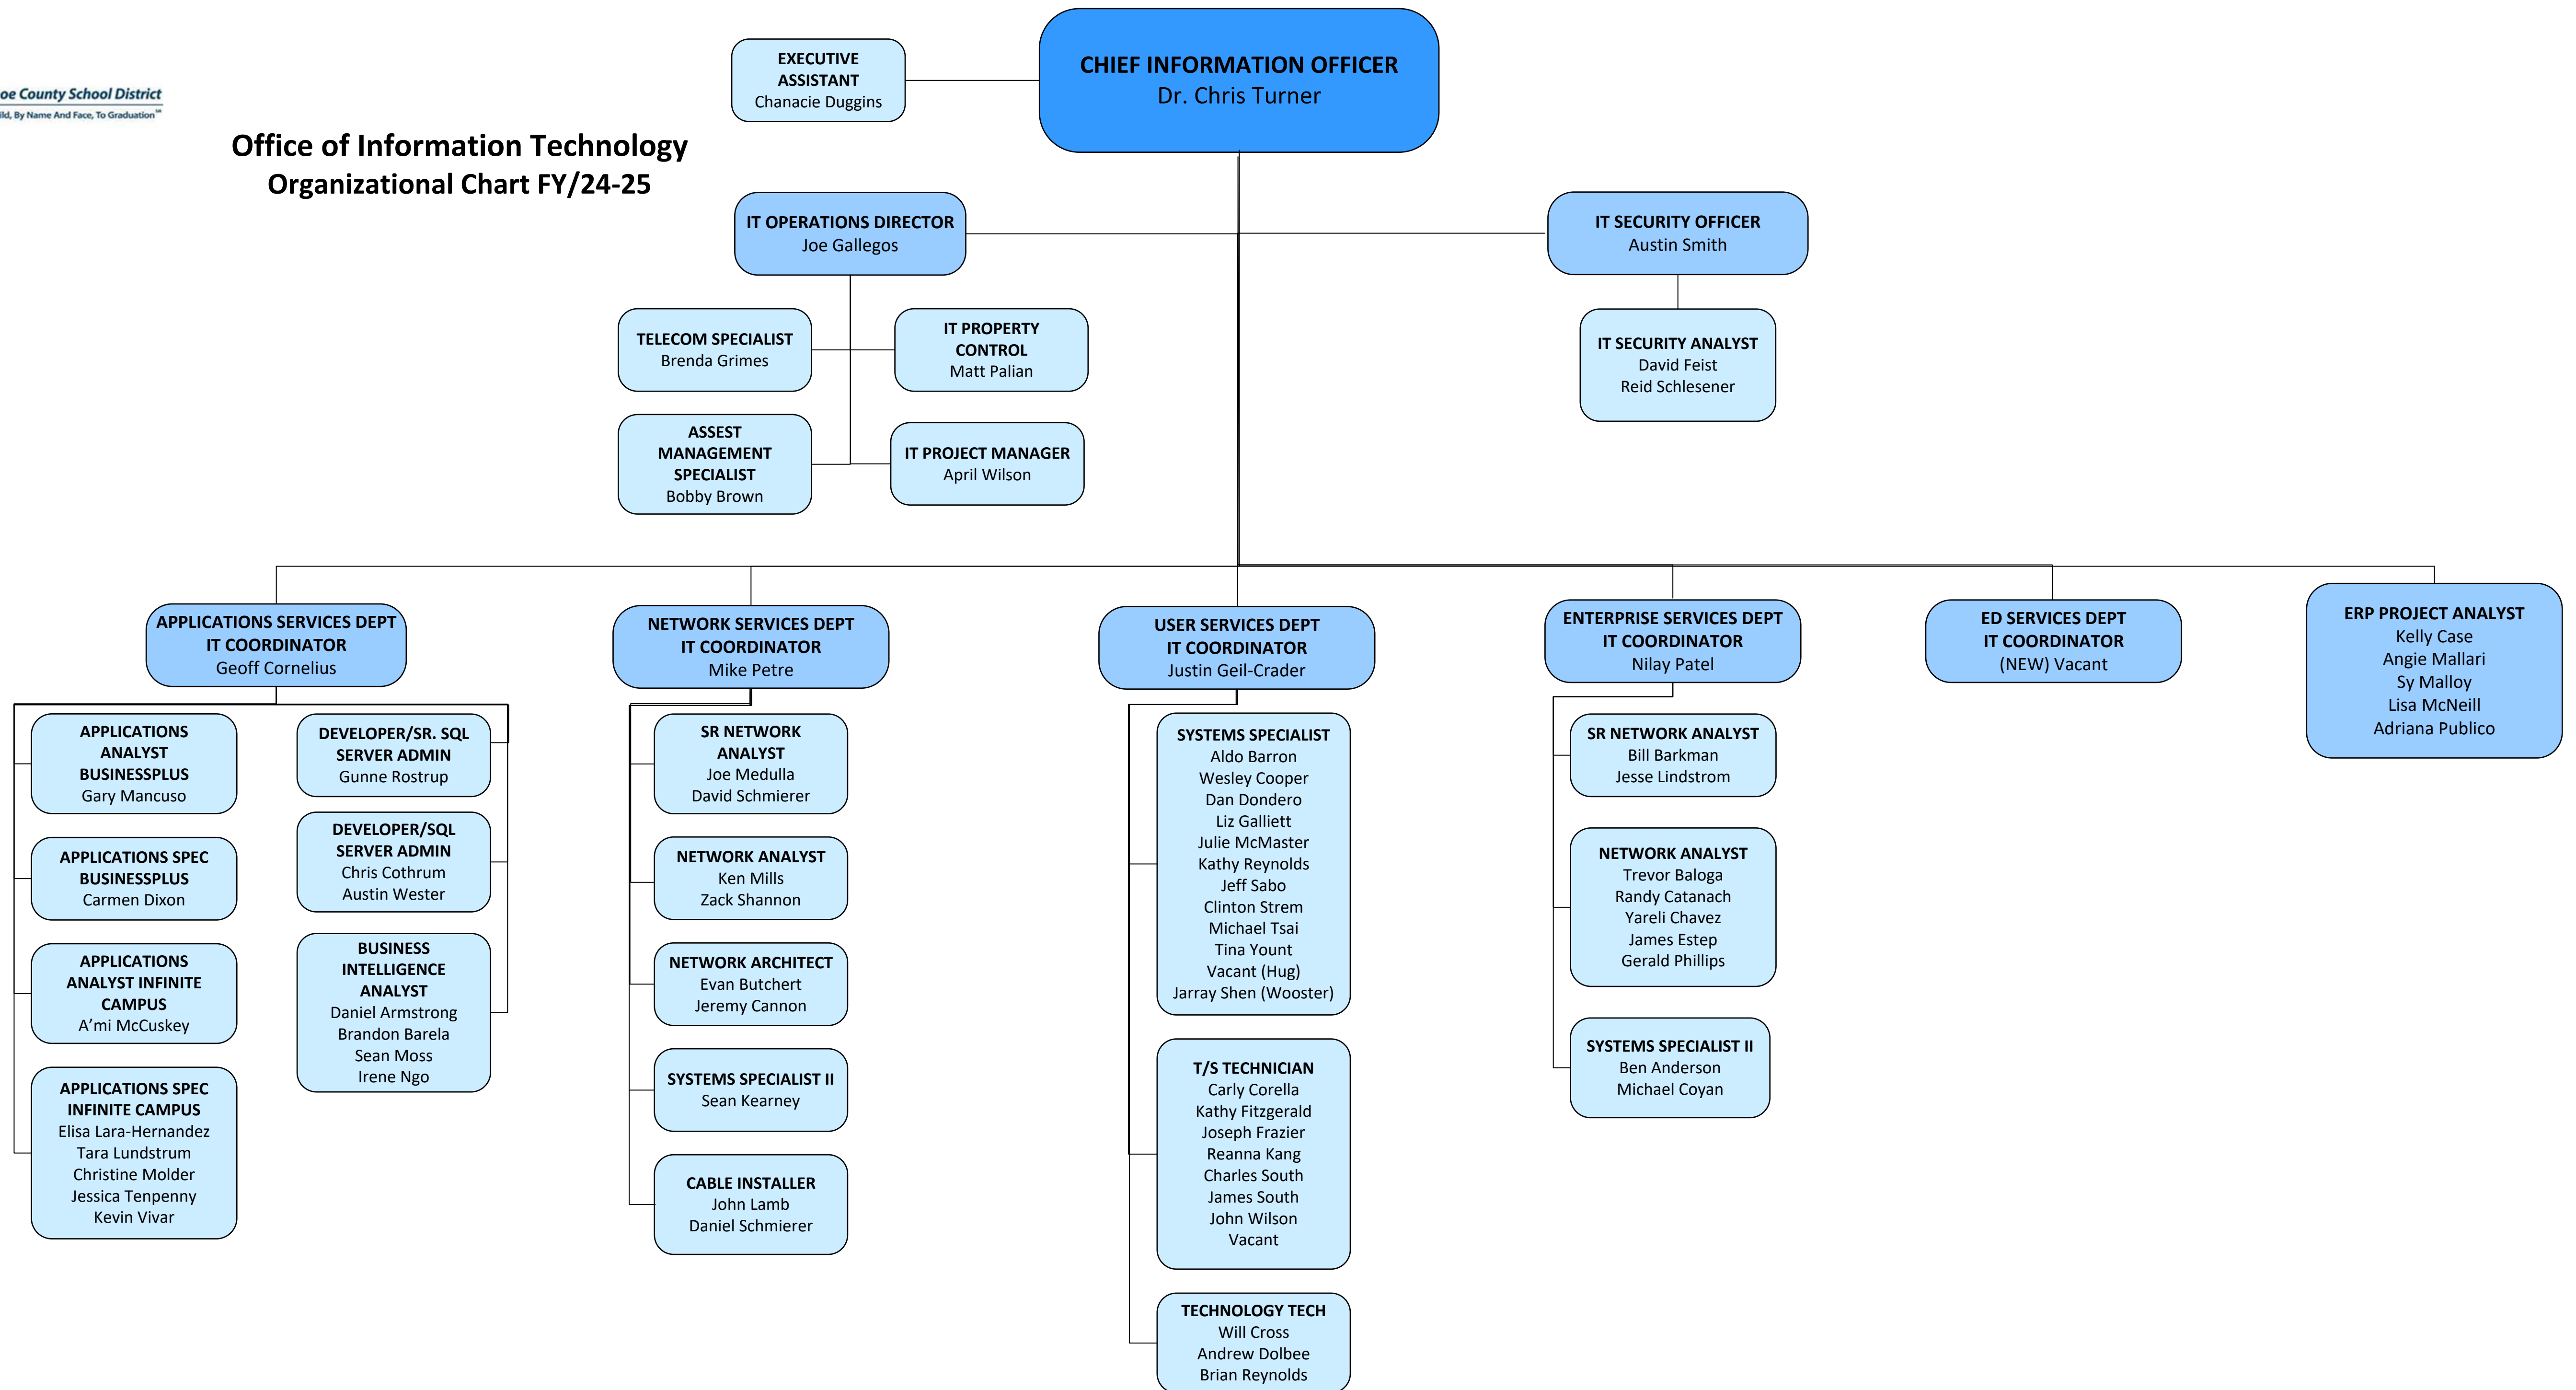 oe County School District
ild, By Name And Face, To Graduation℠
Office of Information Technology
Organizational Chart FY/24-25
EXECUTIVE
ASSISTANT
Chanacie Duggins
CHIEF INFORMATION OFFICER
Dr. Chris Turner
IT OPERATIONS DIRECTOR
Joe Gallegos
IT SECURITY OFFICER
Austin Smith
TELECOM SPECIALIST
Brenda Grimes
IT PROPERTY
CONTROL
Matt Palian
ASSEST
MANAGEMENT
SPECIALIST
Bobby Brown
IT PROJECT MANAGER
April Wilson
IT SECURITY ANALYST
David Feist
Reid Schlesener
APPLICATIONS SERVICES DEPT
IT COORDINATOR
Geoff Cornelius
APPLICATIONS
ANALYST
BUSINESSPLUS
Gary Mancuso
APPLICATIONS SPEC
BUSINESSPLUS
Carmen Dixon
APPLICATIONS
ANALYST INFINITE
CAMPUS
A’mi McCuskey
APPLICATIONS SPEC
INFINITE CAMPUS
Elisa Lara-Hernandez
Tara Lundstrum
Christine Molder
Jessica Tenpenny
Kevin Vivar
DEVELOPER/SR. SQL
SERVER ADMIN
Gunne Rostrup
DEVELOPER/SQL
SERVER ADMIN
Chris Cothrum
Austin Wester
BUSINESS
INTELLIGENCE
ANALYST
Daniel Armstrong
Brandon Barela
Sean Moss
Irene Ngo
NETWORK SERVICES DEPT
IT COORDINATOR
Mike Petre
SR NETWORK
ANALYST
Joe Medulla
David Schmierer
NETWORK ANALYST
Ken Mills
Zack Shannon
NETWORK ARCHITECT
Evan Butchert
Jeremy Cannon
SYSTEMS SPECIALIST II
Sean Kearney
CABLE INSTALLER
John Lamb
Daniel Schmierer
USER SERVICES DEPT
IT COORDINATOR
Justin Geil-Crader
SYSTEMS SPECIALIST
Aldo Barron
Wesley Cooper
Dan Dondero
Liz Galliett
Julie McMaster
Kathy Reynolds
Jeff Sabo
Clinton Strem
Michael Tsai
Tina Yount
Vacant (Hug)
Jarray Shen (Wooster)
T/S TECHNICIAN
Carly Corella
Kathy Fitzgerald
Joseph Frazier
Reanna Kang
Charles South
James South
John Wilson
Vacant
TECHNOLOGY TECH
Will Cross
Andrew Dolbee
Brian Reynolds
ENTERPRISE SERVICES DEPT
IT COORDINATOR
Nilay Patel
SR NETWORK ANALYST
Bill Barkman
Jesse Lindstrom
NETWORK ANALYST
Trevor Baloga
Randy Catanach
Yareli Chavez
James Estep
Gerald Phillips
SYSTEMS SPECIALIST II
Ben Anderson
Michael Coyan
ED SERVICES DEPT
IT COORDINATOR
(NEW) Vacant
ERP PROJECT ANALYST
Kelly Case
Angie Mallari
Sy Malloy
Lisa McNeill
Adriana Publico